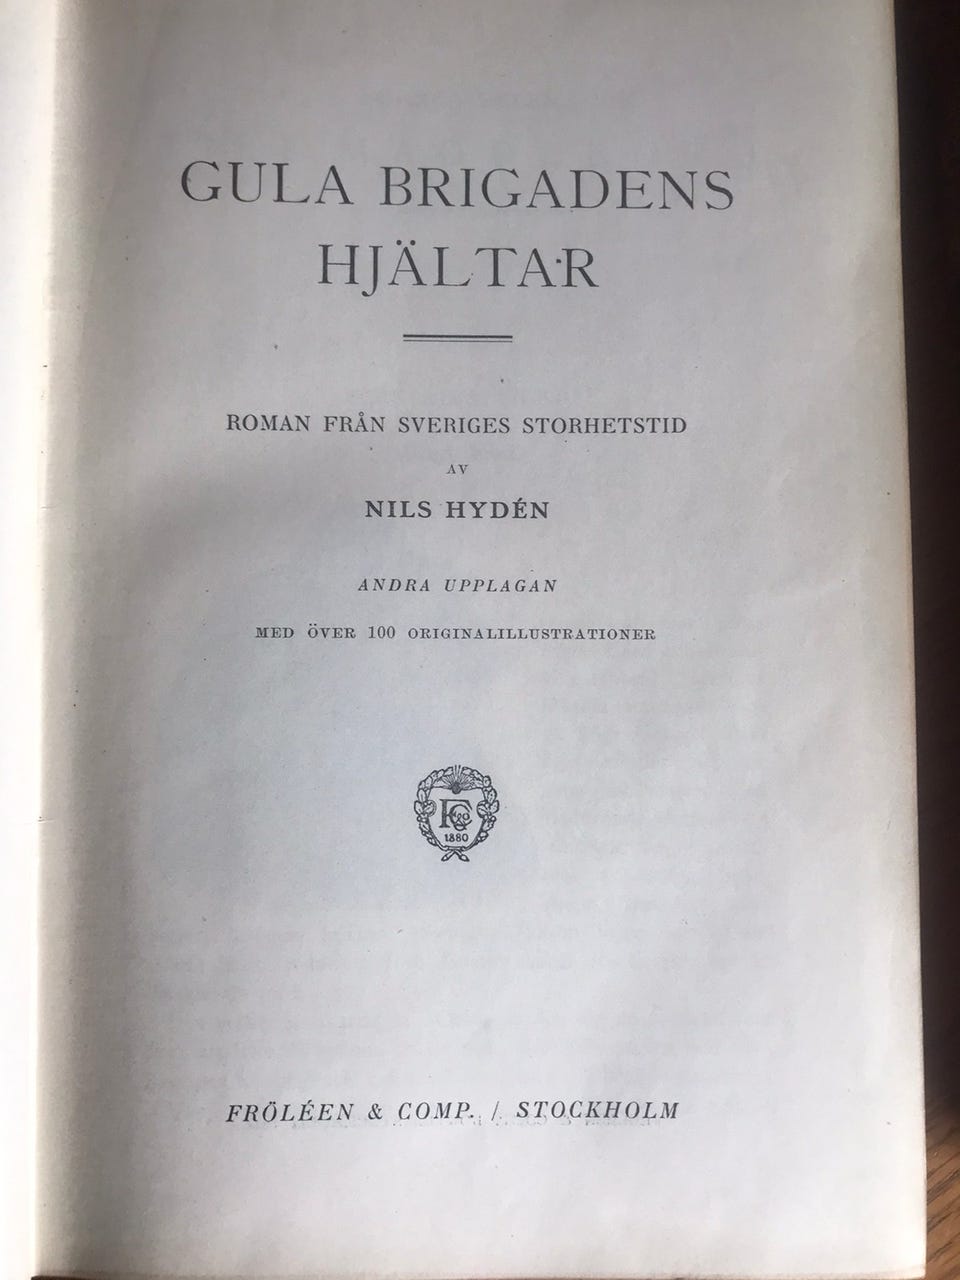 GULA BRIGADENS
HJÄLTAR
ROMAN FRÅN SVERIGES STORHETSTID
AV
NILS HYDÉN
ANDRA UPPLAGAN
MED ÖVER 100 ORIGINALILLUSTRATIONER
F & Co
1880
FRÖLÉEN & COMP. / STOCKHOLM